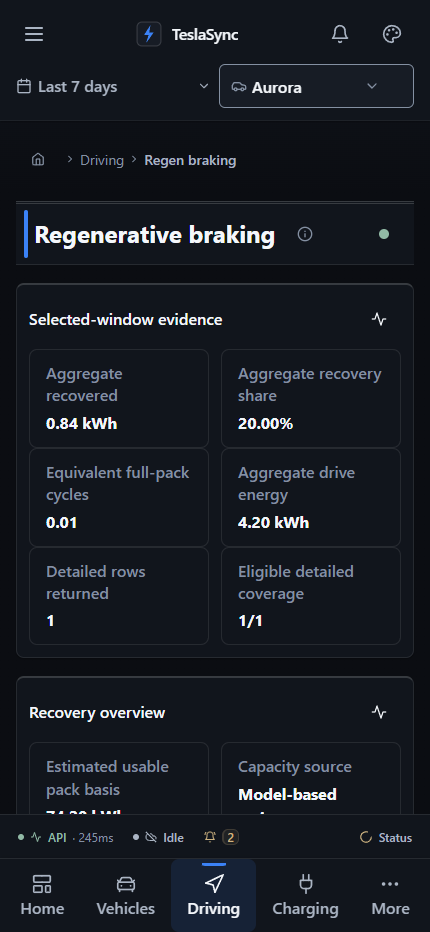 TeslaSync
Last 7 days
Aurora
Driving
Regen braking
Regenerative braking
Selected-window evidence
Aggregate
recovered
0.84 kWh
Aggregate recovery
share
20.00%
Equivalent full-pack
cycles
0.01
Aggregate drive
energy
4.20 kWh
Detailed rows
returned
1
Eligible detailed
coverage
1/1
Recovery overview
Estimated usable
pack basis
Capacity source
Model-based
API · 245ms
Idle
2
Status
Home
Vehicles
Driving
Charging
More